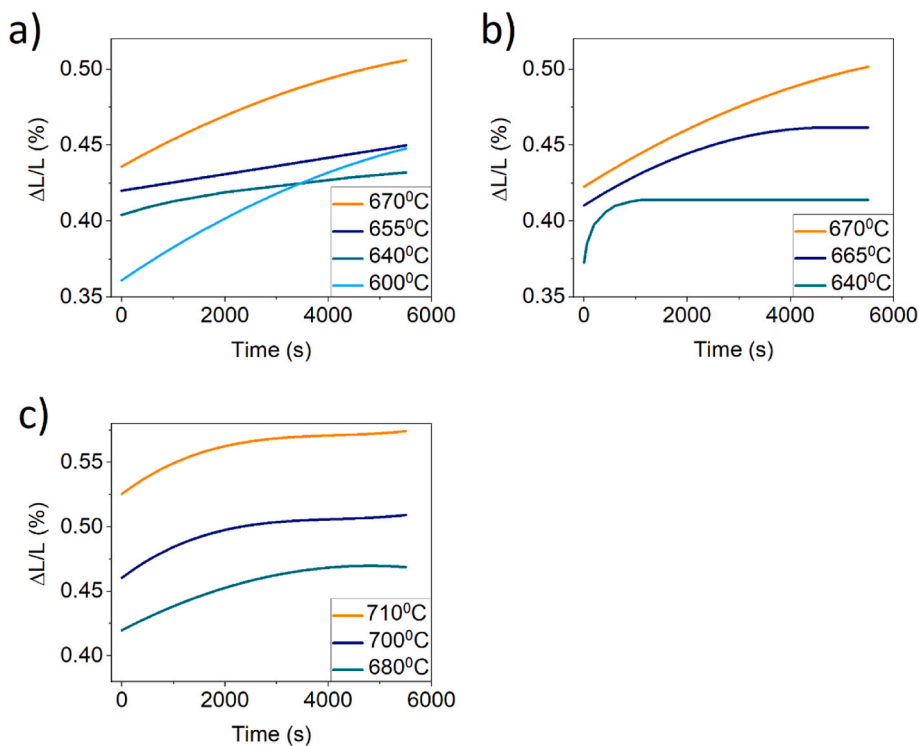 a)
0.50
0.45
0.40
0.35
ΔL/L (%)
670⁰C
655⁰C
640⁰C
600⁰C
0 2000 4000 6000
Time (s)
b)
0.50
0.45
0.40
0.35
ΔL/L (%)
670⁰C
665⁰C
640⁰C
0 2000 4000 6000
Time (s)
c)
0.55
0.50
0.45
0.40
ΔL/L (%)
710⁰C
700⁰C
680⁰C
0 2000 4000 6000
Time (s)